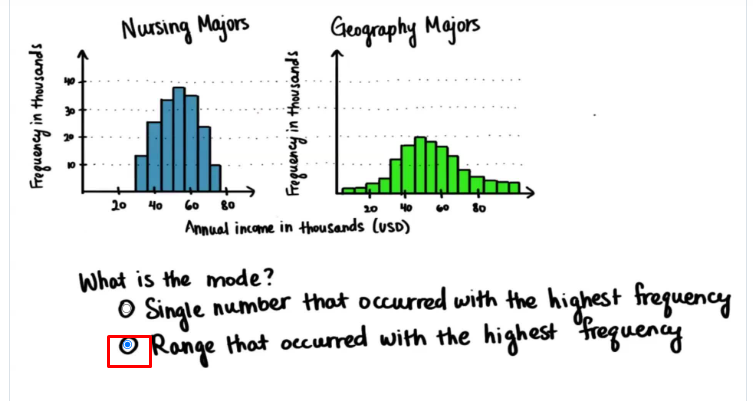 Nursing Majors
Geography Majors
Frequency in thousands
40
30
20
10
20 40 60 80
Frequency in thousands
20 40 60 80
Annual income in thousands (USD)
What is the mode?
Single number that occurred with the highest frequency
Range that occurred with the highest frequency